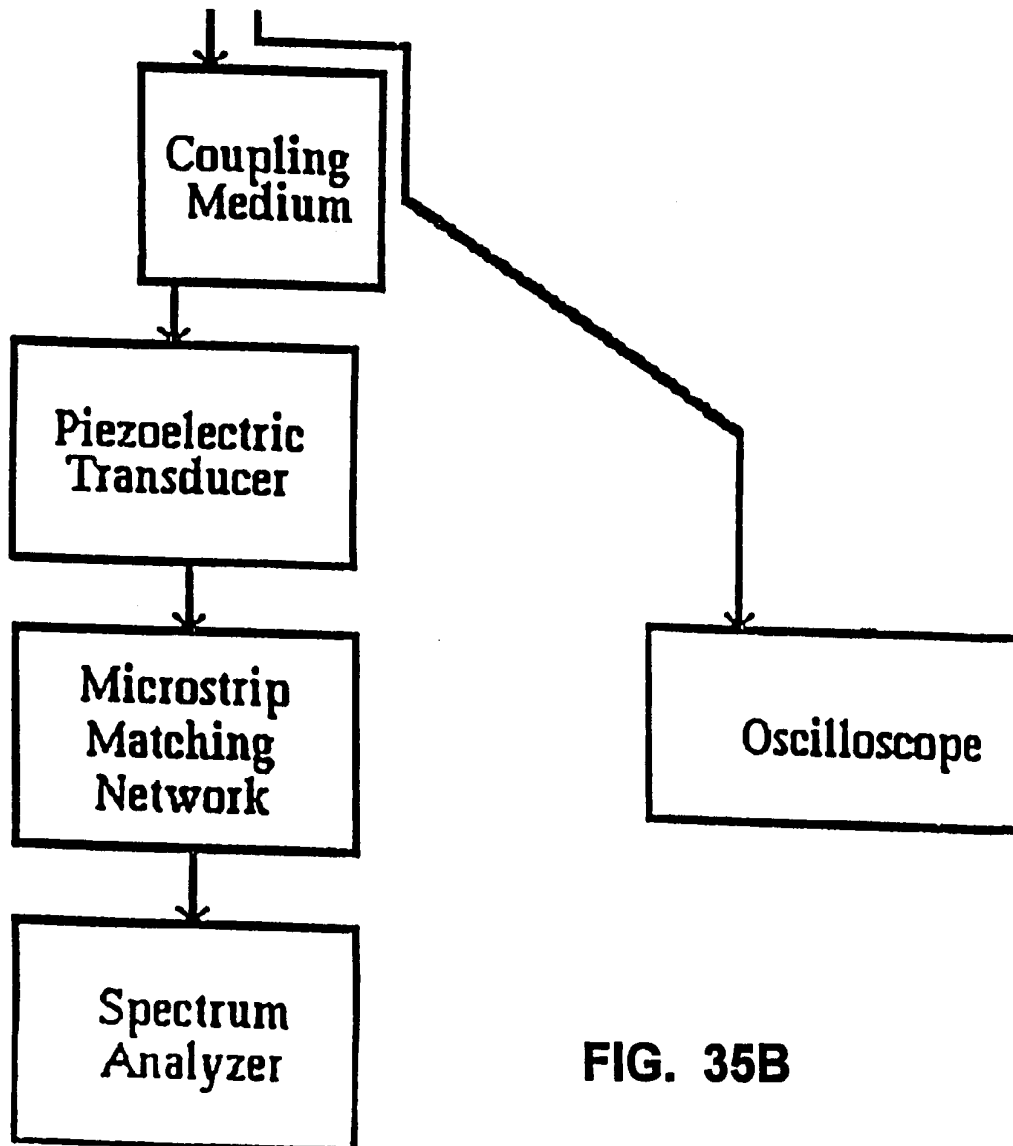 Coupling
Medium
Piezoelectric
Transducer
Microstrip
Matching
Network
Oscilloscope
Spectrum
Analyzer
FIG. 35B